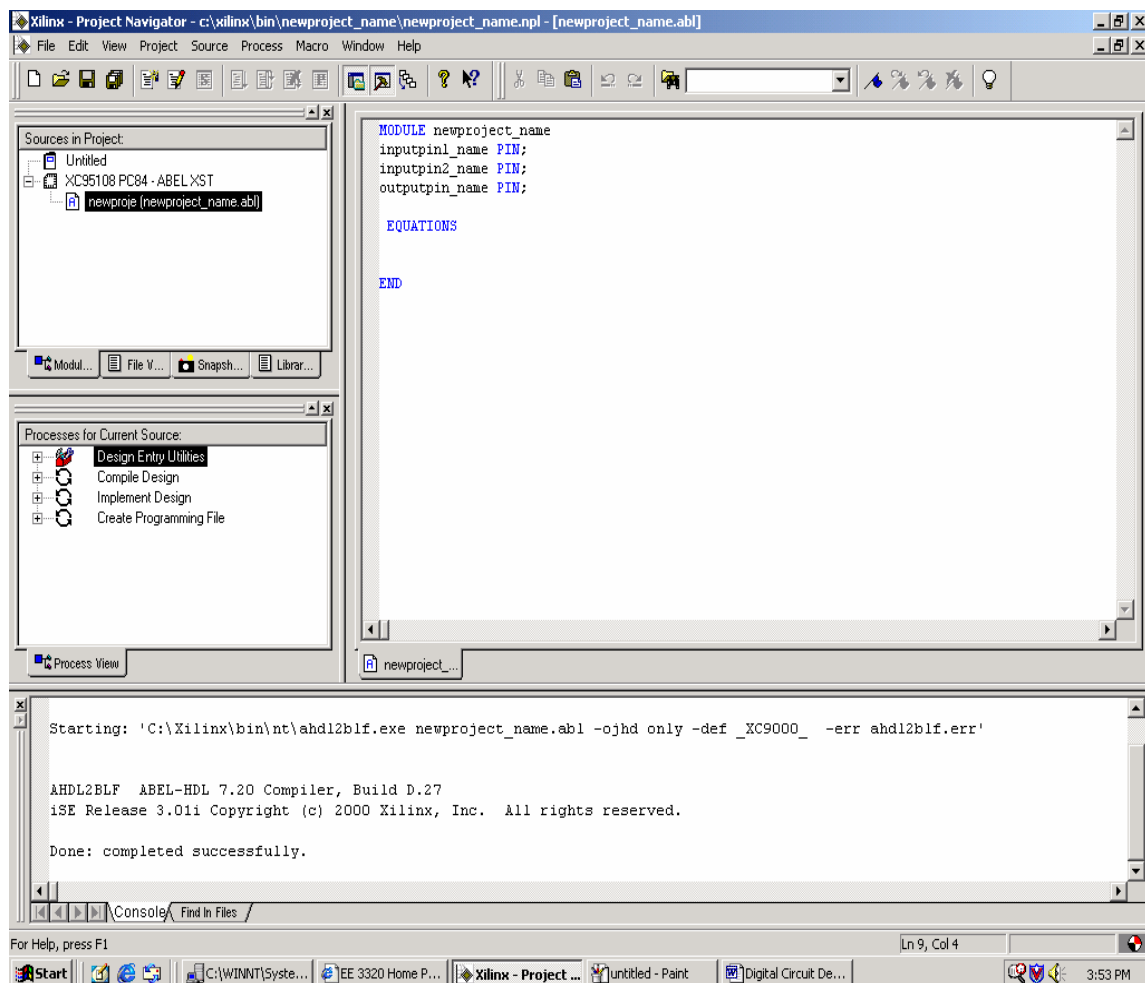 Xilinx - Project Navigator - c:\xilinx\bin\newproject_name\newproject_name.npl - [newproject_name.abl]
File Edit View Project Source Process Macro Window Help
Sources in Project:
Untitled
XC95108 PC84 - ABEL XST
newproje (newproject_name.abl)
Modul... File V... Snapsh... Librar...
Processes for Current Source:
Design Entry Utilities
Compile Design
Implement Design
Create Programming File
Process View
MODULE newproject_name
inputpin1_name PIN;
inputpin2_name PIN;
outputpin_name PIN;
EQUATIONS
END
newproject_...
Starting: 'C:\Xilinx\bin\nt\ahdl2blf.exe newproject_name.abl -ojhd only -def _XC9000_ -err ahdl2blf.err'
AHDL2BLF ABEL-HDL 7.20 Compiler, Build D.27
iSE Release 3.01i Copyright (c) 2000 Xilinx, Inc. All rights reserved.
Done: completed successfully.
Console Find in Files
For Help, press F1
Ln 9, Col 4
Start C:\WINNT\Syste... EE 3320 Home P... Xilinx - Project ... untitled - Paint Digital Circuit De... 3:53 PM